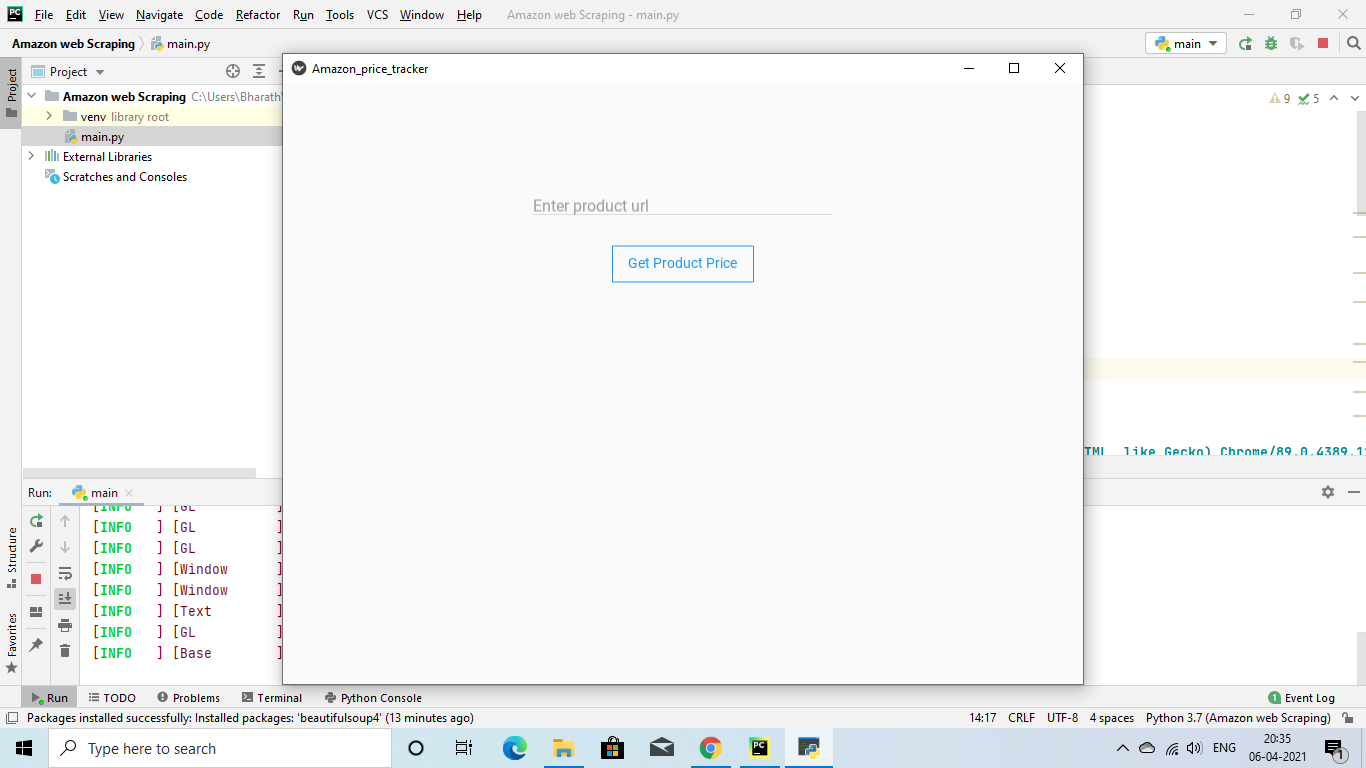 PC File Edit View Navigate Code Refactor Run Tools VCS Window Help Amazon web Scraping - main.py
Amazon web Scraping main.py main
Project
Project
Amazon_price_tracker
Amazon web Scraping C:\Users\Bharath\
9 5
venv library root
main.py
External Libraries
Scratches and Consoles
Enter product url
Get Product Price
TML, like Gecko) Chrome/89.0.4389.1
Run: main
[INFO ] [GL
[INFO ] [GL ]
[INFO ] [GL ]
[INFO ] [Window ]
[INFO ] [Window ]
[INFO ] [Text ]
[INFO ] [GL ]
[INFO ] [Base ]
Structure
Favorites
Run TODO Problems Terminal Python Console 1 Event Log
Packages installed successfully: Installed packages: 'beautifulsoup4' (13 minutes ago) 14:17 CRLF UTF-8 4 spaces Python 3.7 (Amazon web Scraping)
Type here to search PC ENG 20:35
06-04-2021 1